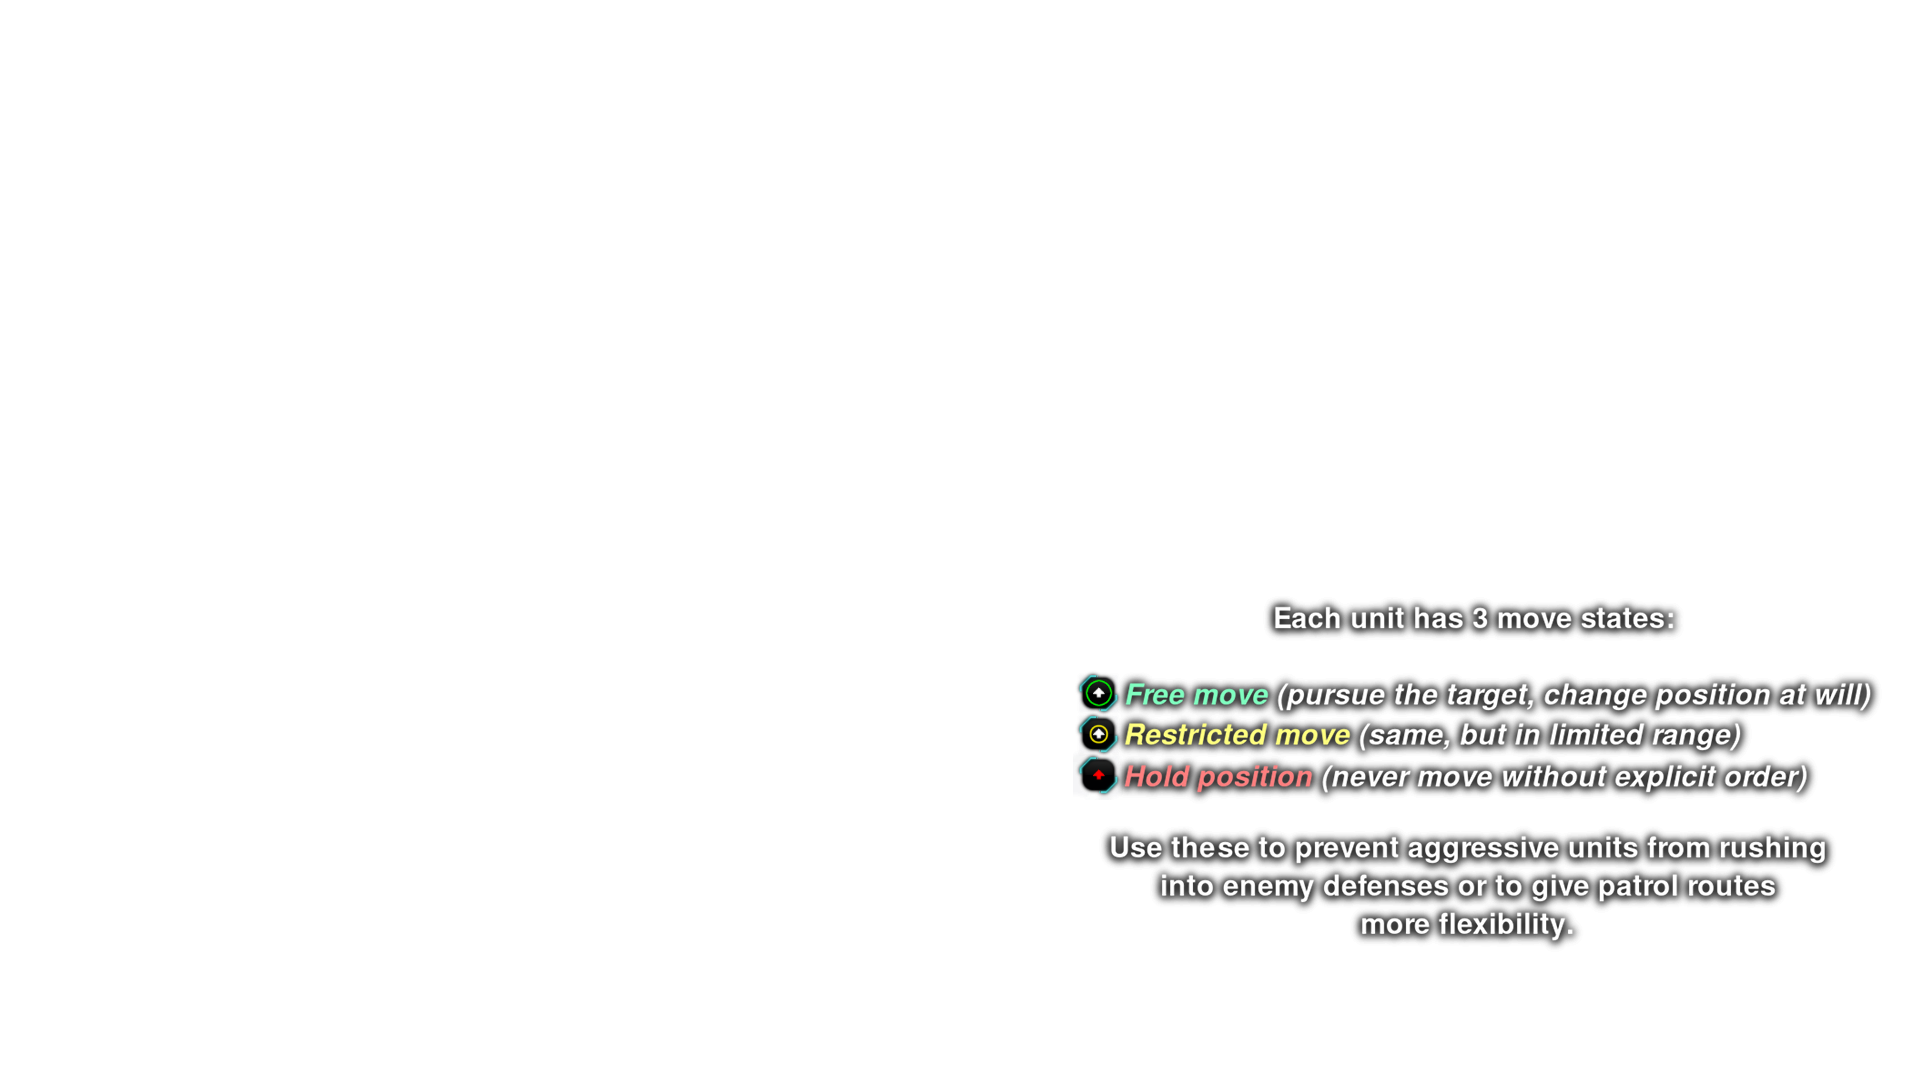 Each unit has 3 move states:
Free move (pursue the target, change position at will)
Restricted move (same, but in limited range)
Hold position (never move without explicit order)
Use these to prevent aggressive units from rushing
into enemy defenses or to give patrol routes
more flexibility.